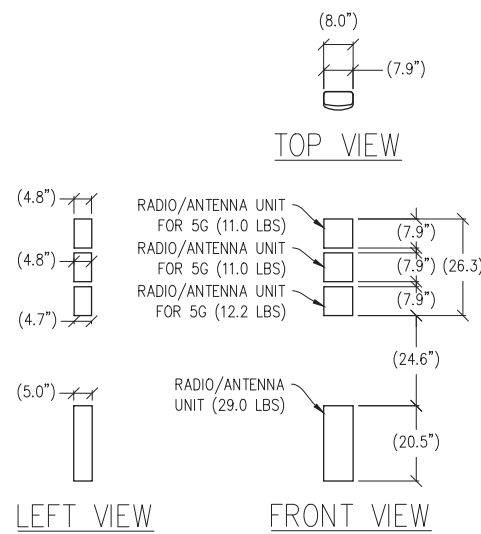 (8.0")
(7.9")
TOP VIEW
(4.8")
(4.8")
(4.7")
(5.0")
LEFT VIEW
RADIO/ANTENNA UNIT
FOR 5G (11.0 LBS)
RADIO/ANTENNA UNIT
FOR 5G (11.0 LBS)
RADIO/ANTENNA UNIT
FOR 5G (12.2 LBS)
RADIO/ANTENNA
UNIT (29.0 LBS)
(7.9")
(7.9") (26.3)
(7.9")
(24.6")
(20.5")
FRONT VIEW